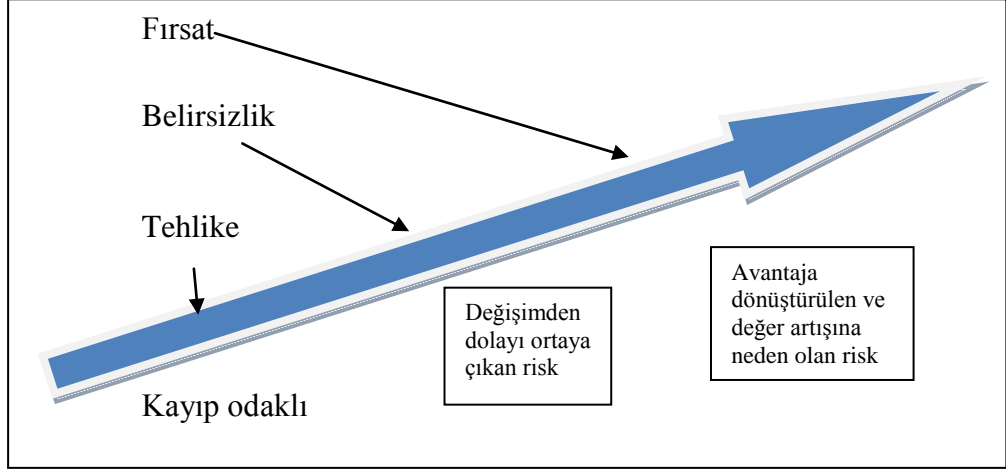 Fırsat
Belirsizlik
Tehlike
Kayıp odaklı
Değişimden
dolayı ortaya
çıkan risk
Avantaja
dönüştürülen ve
değer artışına
neden olan risk